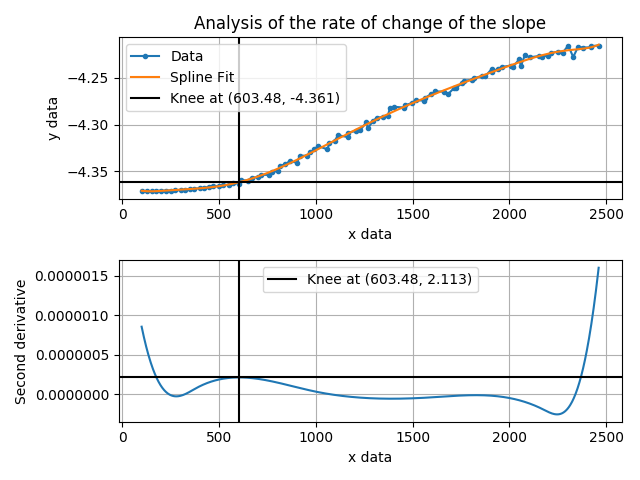 Analysis of the rate of change of the slope
Data
Spline Fit
Knee at (603.48, -4.361)
−4.25
−4.30
−4.35
y data
0 500 1000 1500 2000 2500
x data
Knee at (603.48, 2.113)
0.0000015
0.0000010
0.0000005
0.0000000
Second derivative
0 500 1000 1500 2000 2500
x data